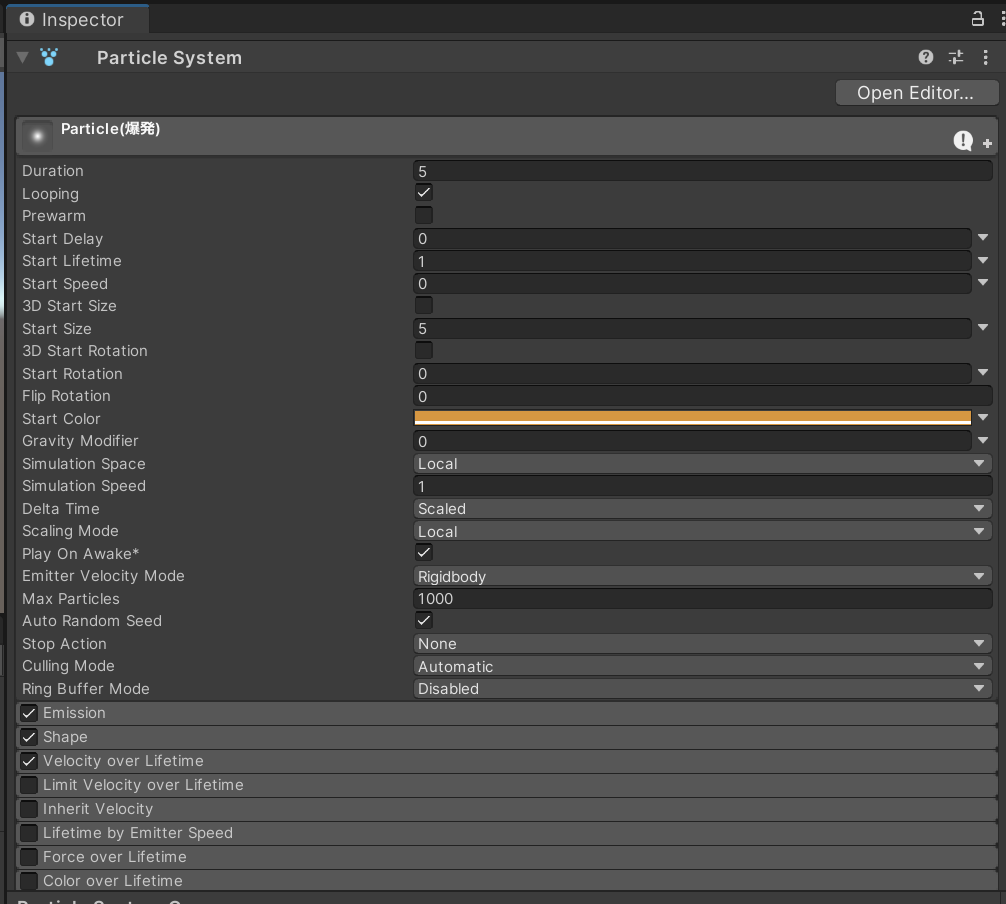 Inspector
Particle System
Open Editor...
Particle(爆発)
Duration 5
Looping
Prewarm
Start Delay 0
Start Lifetime 1
Start Speed 0
3D Start Size
Start Size 5
3D Start Rotation
Start Rotation 0
Flip Rotation 0
Start Color
Gravity Modifier 0
Simulation Space Local
Simulation Speed 1
Delta Time Scaled
Scaling Mode Local
Play On Awake*
Emitter Velocity Mode Rigidbody
Max Particles 1000
Auto Random Seed
Stop Action None
Culling Mode Automatic
Ring Buffer Mode Disabled
Emission
Shape
Velocity over Lifetime
Limit Velocity over Lifetime
Inherit Velocity
Lifetime by Emitter Speed
Force over Lifetime
Color over Lifetime